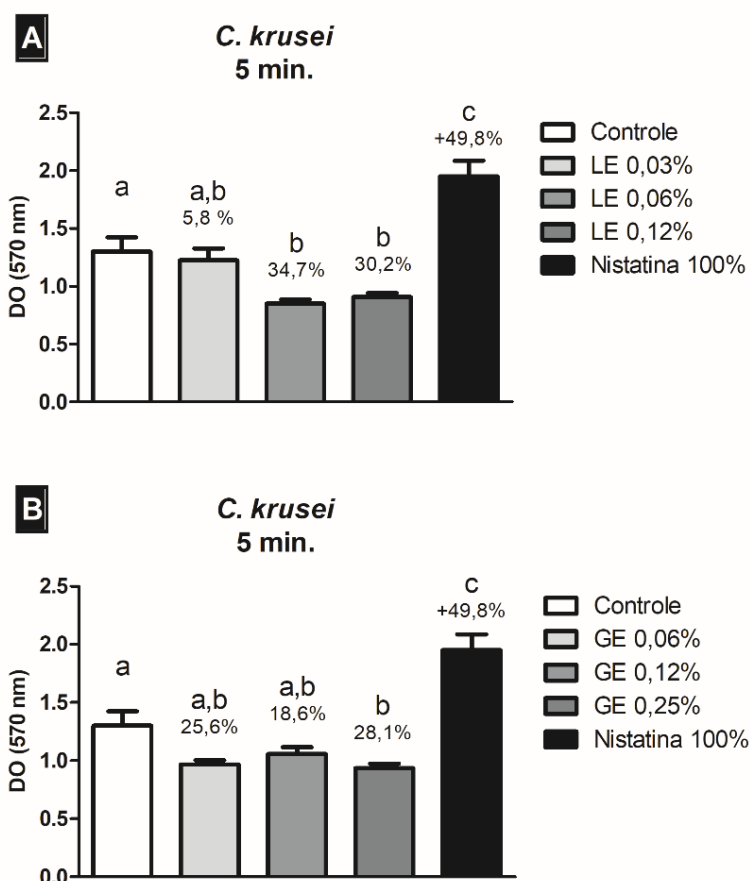 A
C. krusei
5 min.
DO (570 nm)
2.5
2.0
1.5
1.0
0.5
0.0
a
a,b
5,8 %
b
34,7%
b
30,2%
c
+49,8%
Controle
LE 0,03%
LE 0,06%
LE 0,12%
Nistatina 100%
B
C. krusei
5 min.
DO (570 nm)
2.5
2.0
1.5
1.0
0.5
0.0
a
a,b
25,6%
a,b
18,6%
b
28,1%
c
+49,8%
Controle
GE 0,06%
GE 0,12%
GE 0,25%
Nistatina 100%